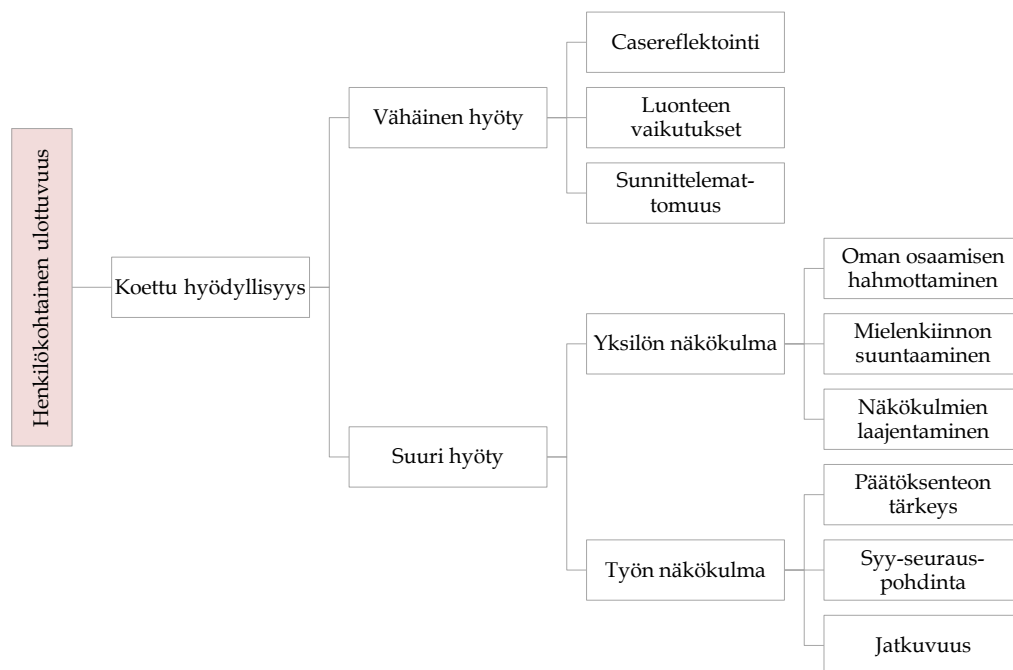 Henkilökohtainen ulottuvuus
Koettu hyödyllisyys
Vähäinen hyöty
Casereflektointi
Luonteen
vaikutukset
Sunnittelemat-
tomuus
Suuri hyöty
Yksilön näkökulma
Oman osaamisen
hahmottaminen
Mielenkiinnon
suuntaaminen
Näkökulmien
laajentaminen
Työn näkökulma
Päätöksenteon
tärkeys
Syy-seuraus-
pohdinta
Jatkuvuus